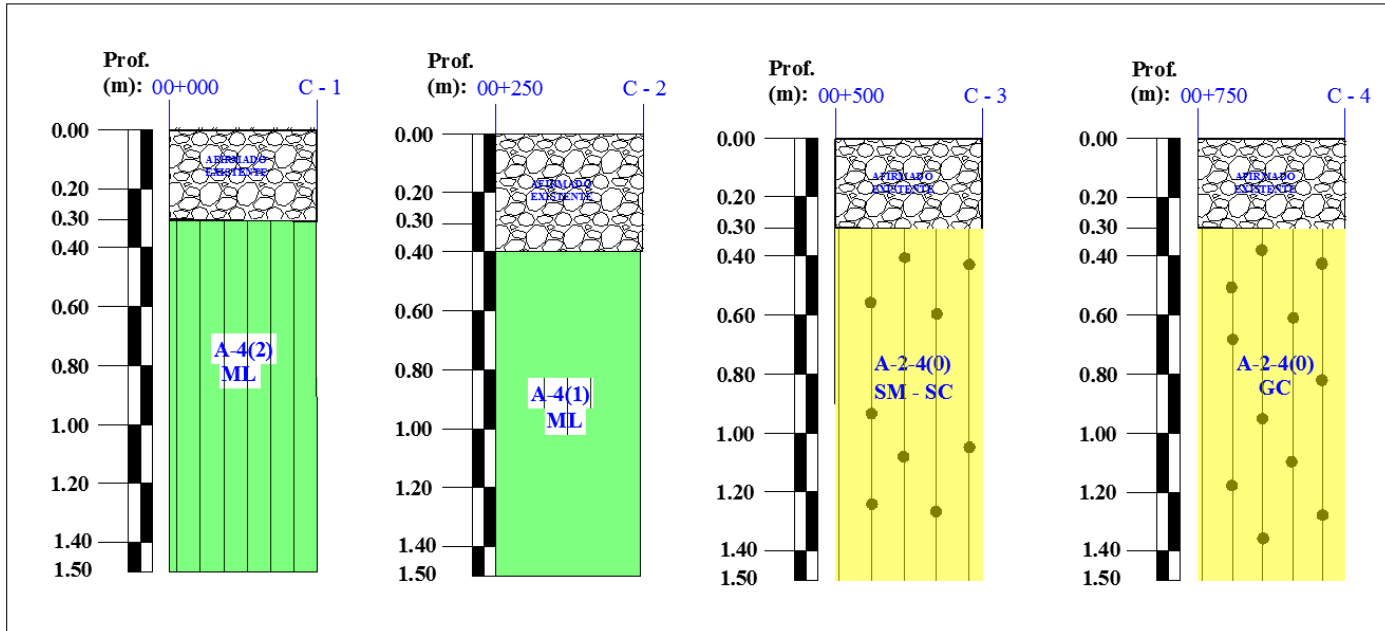 Prof.
(m): 00+000 C - 1
0.00
0.20
0.30
0.40
0.60
0.80
1.00
1.20
1.40
1.50
AFIRMADO
EXISTENTE
A-4(2)
ML
Prof.
(m): 00+250 C - 2
0.00
0.20
0.30
0.40
0.60
0.80
1.00
1.20
1.40
1.50
AFIRMADO
EXISTENTE
A-4(1)
ML
Prof.
(m): 00+500 C - 3
0.00
0.20
0.30
0.40
0.60
0.80
1.00
1.20
1.40
1.50
AFIRMADO
EXISTENTE
A-2-4(0)
SM - SC
Prof.
(m): 00+750 C - 4
0.00
0.20
0.30
0.40
0.60
0.80
1.00
1.20
1.40
1.50
AFIRMADO
EXISTENTE
A-2-4(0)
GC